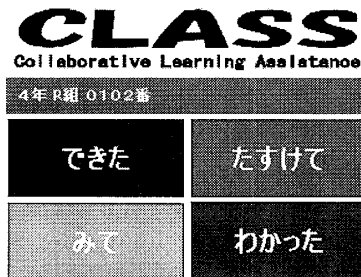 CLASS
Collaborative Learning Assistance
4年 R組 0102番
できた たすけて
みて わかった